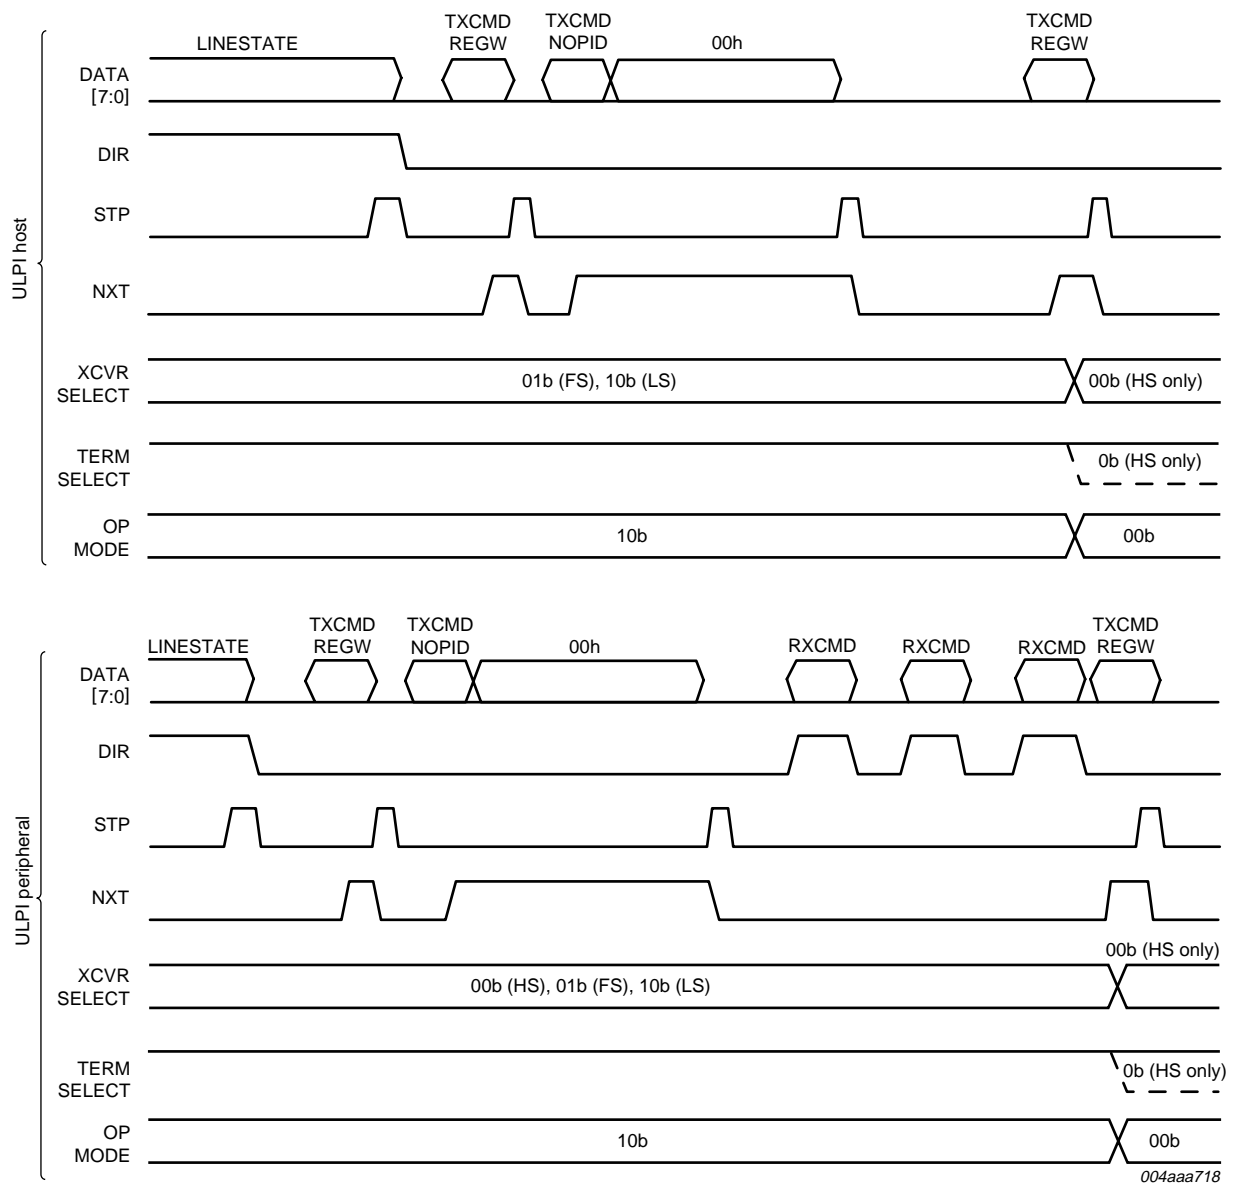 ULPI host
TXCMD REGW
TXCMD NOPID
TXCMD REGW
LINESTATE
00h
DATA [7:0]
DIR
STP
NXT
XCVR SELECT
01b (FS), 10b (LS)
00b (HS only)
TERM SELECT
0b (HS only)
OP MODE
10b
00b
ULPI peripheral
TXCMD REGW
TXCMD NOPID
TXCMD REGW
LINESTATE
00h
RXCMD
RXCMD
RXCMD
DATA [7:0]
DIR
STP
NXT
00b (HS only)
XCVR SELECT
00b (HS), 01b (FS), 10b (LS)
TERM SELECT
0b (HS only)
OP MODE
10b
00b
004aaa718